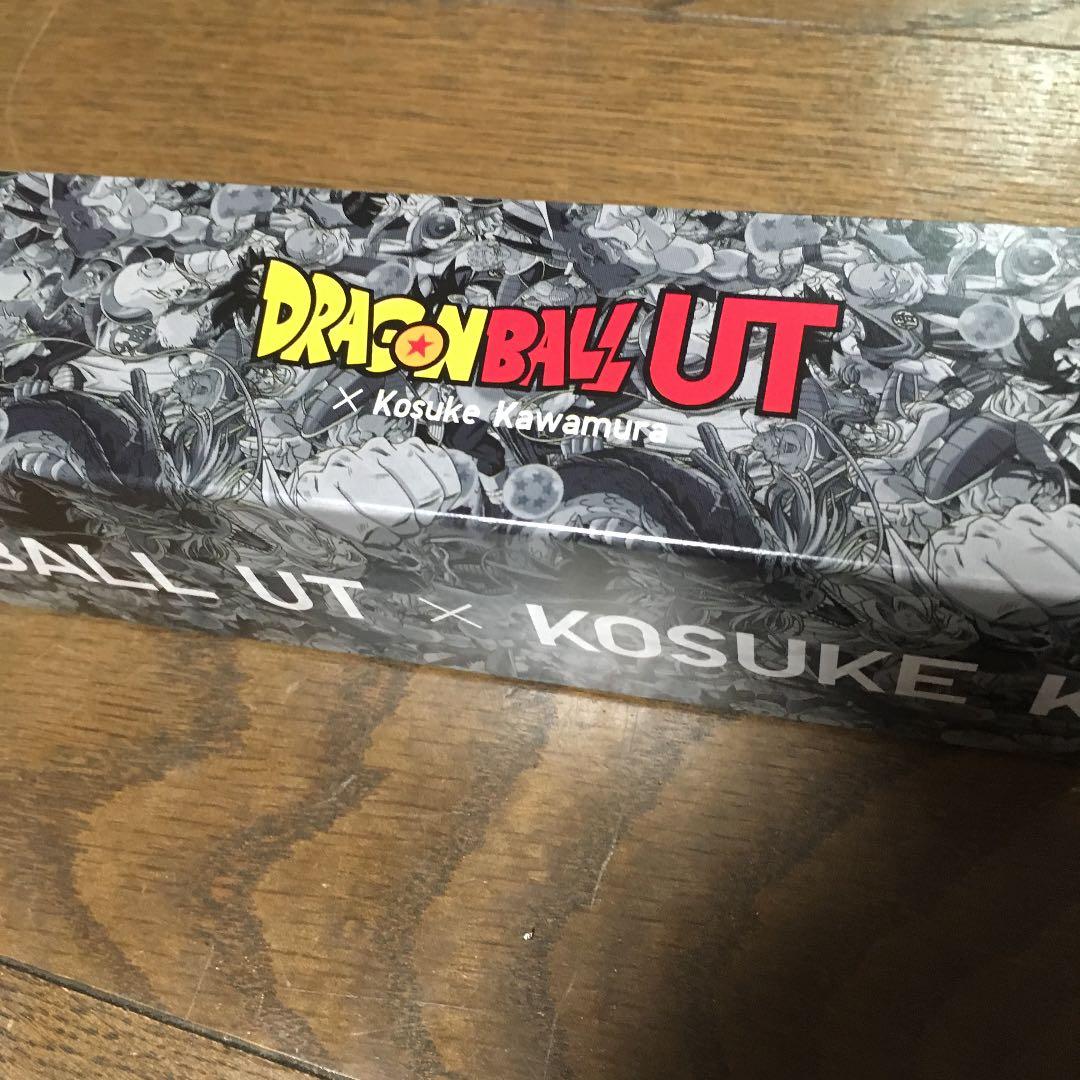 DRAGONBALL UT
× Kosuke Kawamura
BALL UT × KOSUKE K